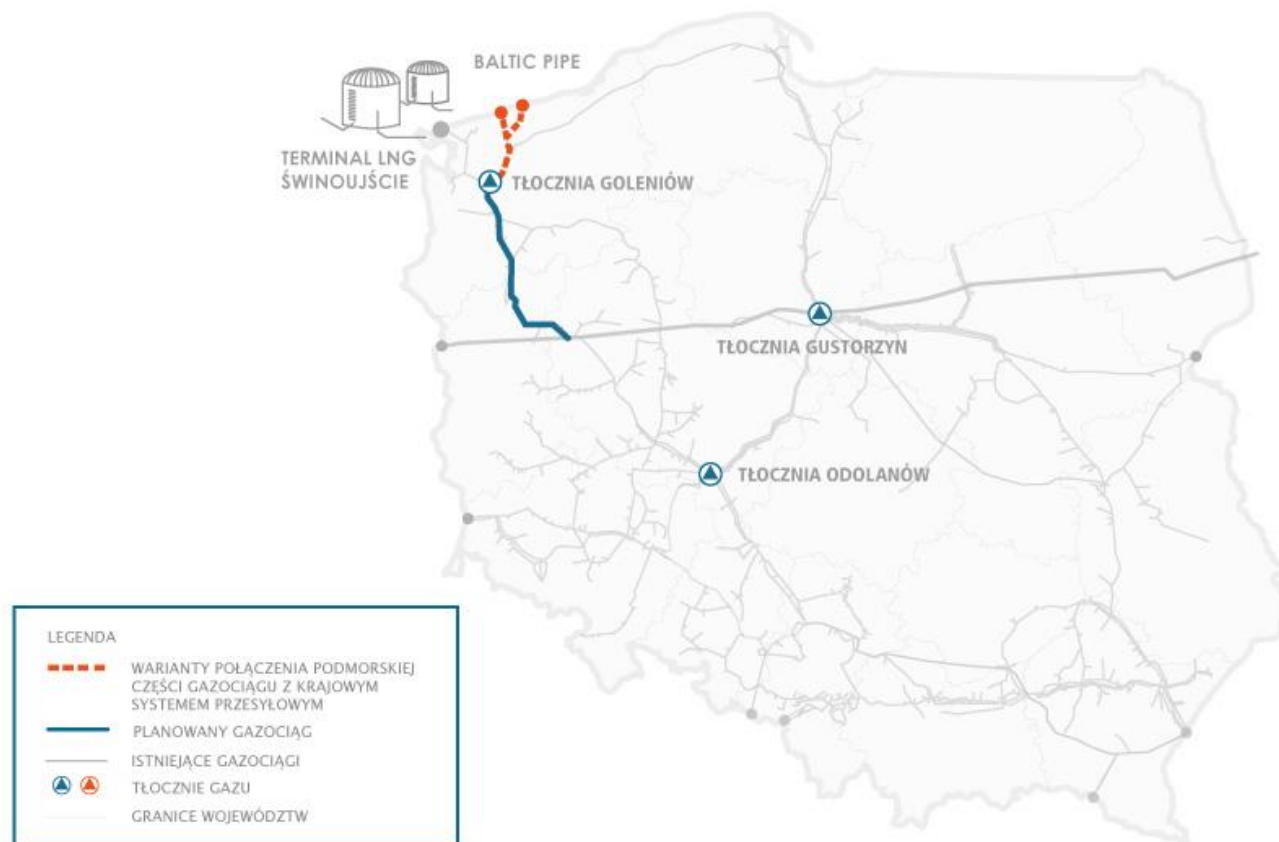 BALTIC PIPE
TERMINAL LNG
ŚWINOUJŚCIE
TŁOCZNIA GOLENIÓW
TŁOCZNIA GUSTORZYN
TŁOCZNIA ODOLANÓW
LEGENDA
WARIANTY POŁĄCZENIA PODMORSKIEJ
CZĘŚCI GAZOCIĄGU Z KRAJOWYM
SYSTEMEM PRZESYŁOWYM
PLANOWANY GAZOCIĄG
ISTNIEJĄCE GAZOCIĄGI
TŁOCZNIE GAZU
GRANICE WOJEWÓDZTW